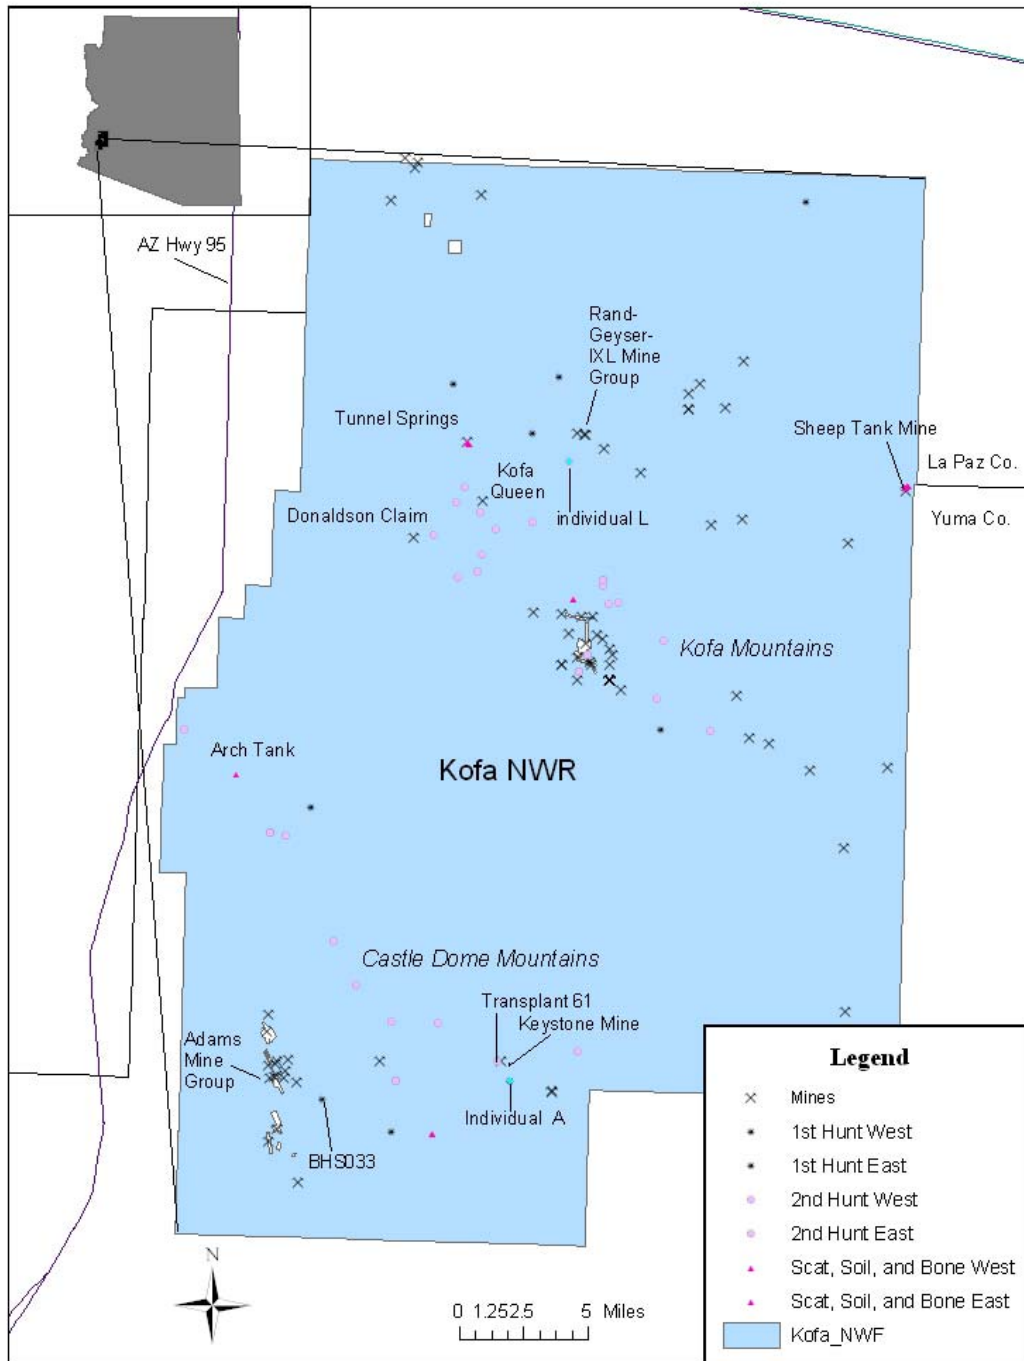 AZ Hwy 95
Rand-
Geyser-
IXL Mine
Group
Tunnel Springs
Sheep Tank Mine
La Paz Co.
Kofa
Queen
Donaldson Claim
individual L
Yuma Co.
Kofa Mountains
Arch Tank
Kofa NWR
Castle Dome Mountains
Transplant 61
Keystone Mine
Adams
Mine
Group
Individual A
BHS033
N
0 1.252.5 5 Miles
Legend
Mines
1st Hunt West
1st Hunt East
2nd Hunt West
2nd Hunt East
Scat, Soil, and Bone West
Scat, Soil, and Bone East
Kofa_NWF